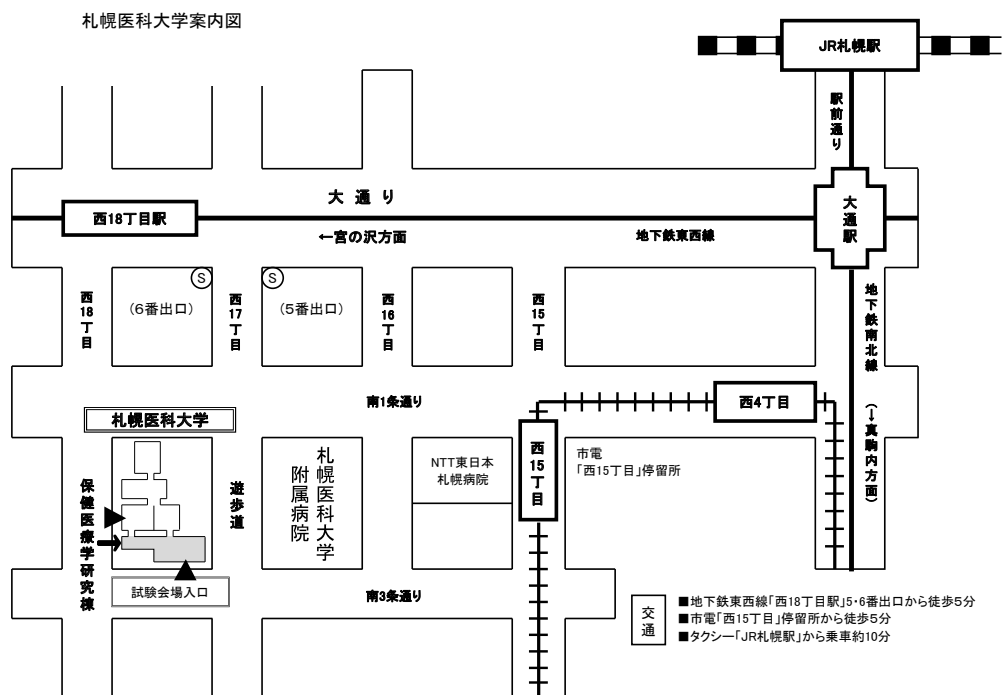 札幌医科大学案内図
JR札幌駅
駅前通り
大通り
西18丁目駅
大通駅
←宮の沢方面
地下鉄東西線
西18丁目
S
(6番出口)
西17丁目
S
(5番出口)
西16丁目
西15丁目
地下鉄南北線
(→真駒内方面)
南1条通り
西4丁目
札幌医科大学
保健医療学研究棟
遊歩道
札幌医科大学
附属病院
NTT東日本
札幌病院
西15丁目
市電
「西15丁目」停留所
試験会場入口
南3条通り
交通
■地下鉄東西線「西18丁目駅」5・6番出口から徒歩5分
■市電「西15丁目」停留所から徒歩5分
■タクシー「JR札幌駅」から乗車約10分